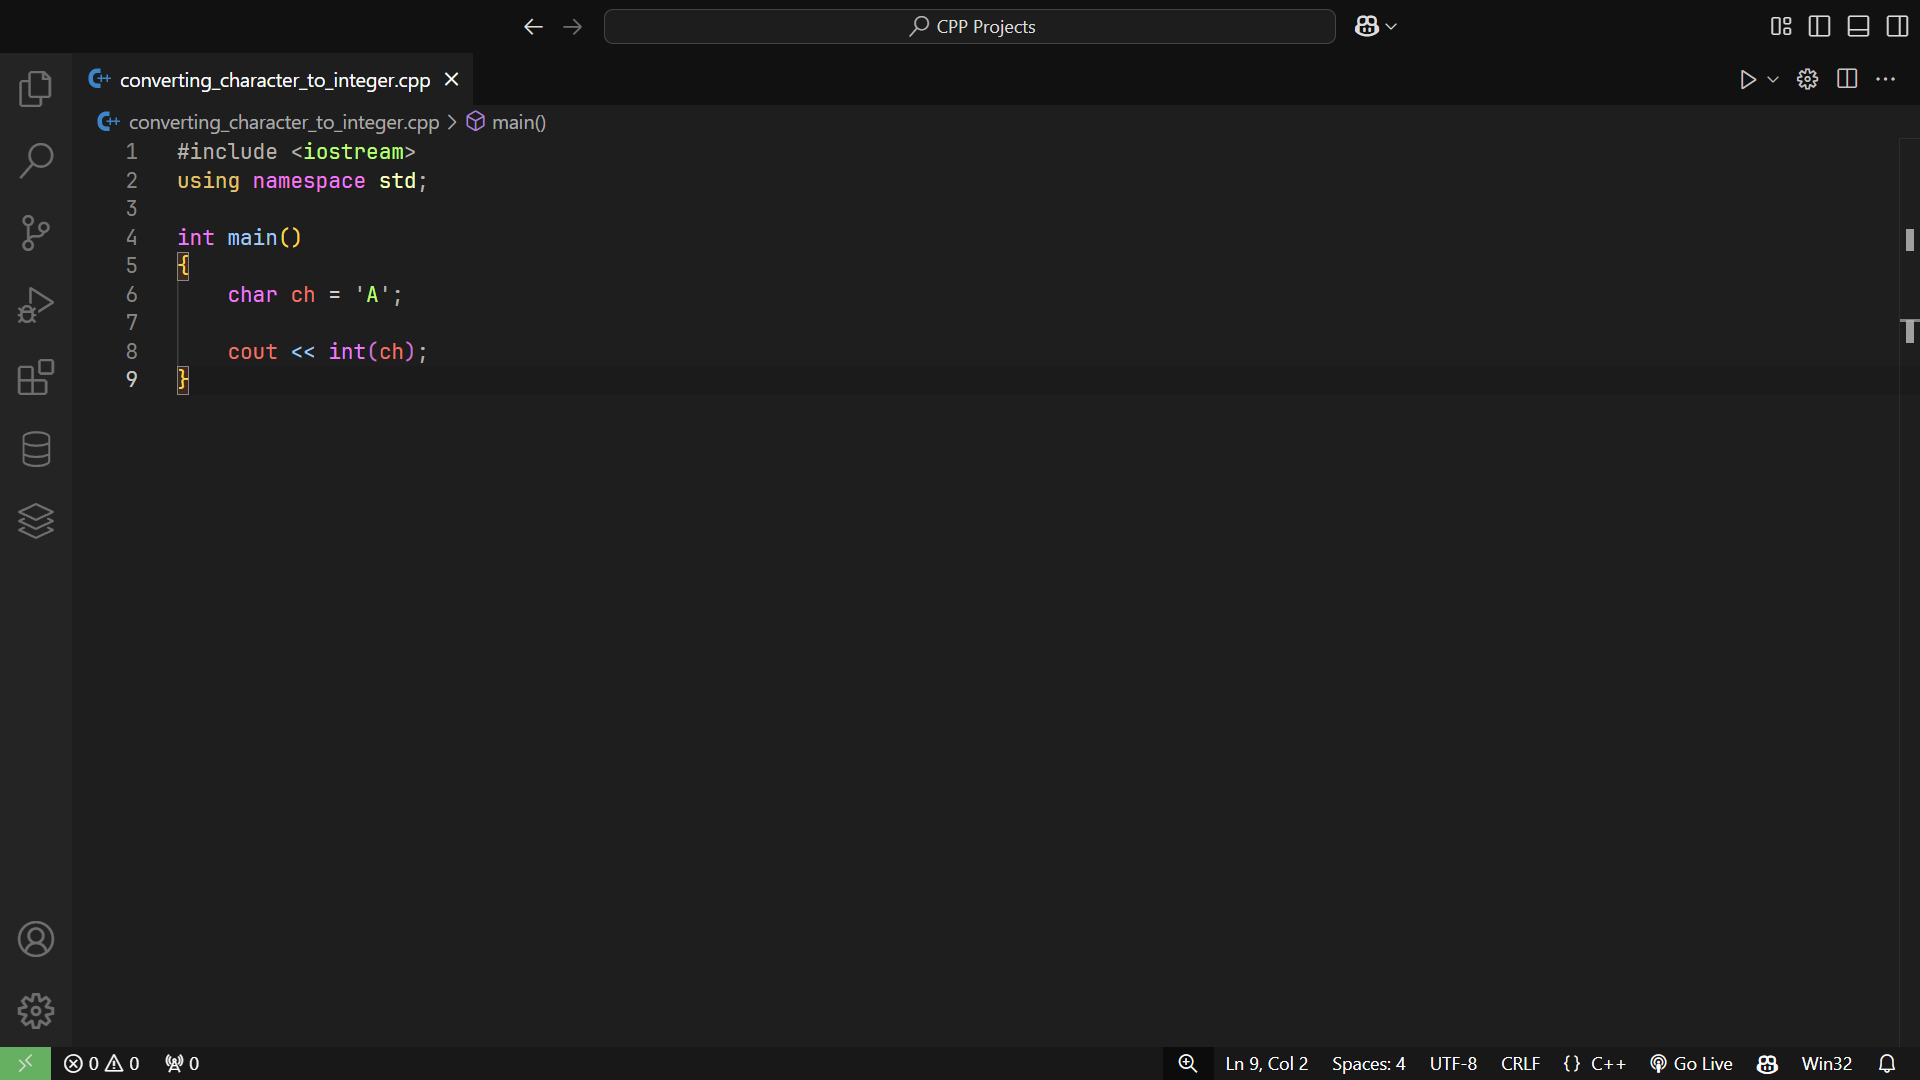 CPP Projects
converting_character_to_integer.cpp
converting_character_to_integer.cpp > main()
1 #include <iostream>
2 using namespace std;
3
4 int main()
5 {
6     char ch = 'A';
7
8     cout << int(ch);
9 }
0 0 0 Ln 9, Col 2 Spaces: 4 UTF-8 CRLF {} C++ Go Live Win32